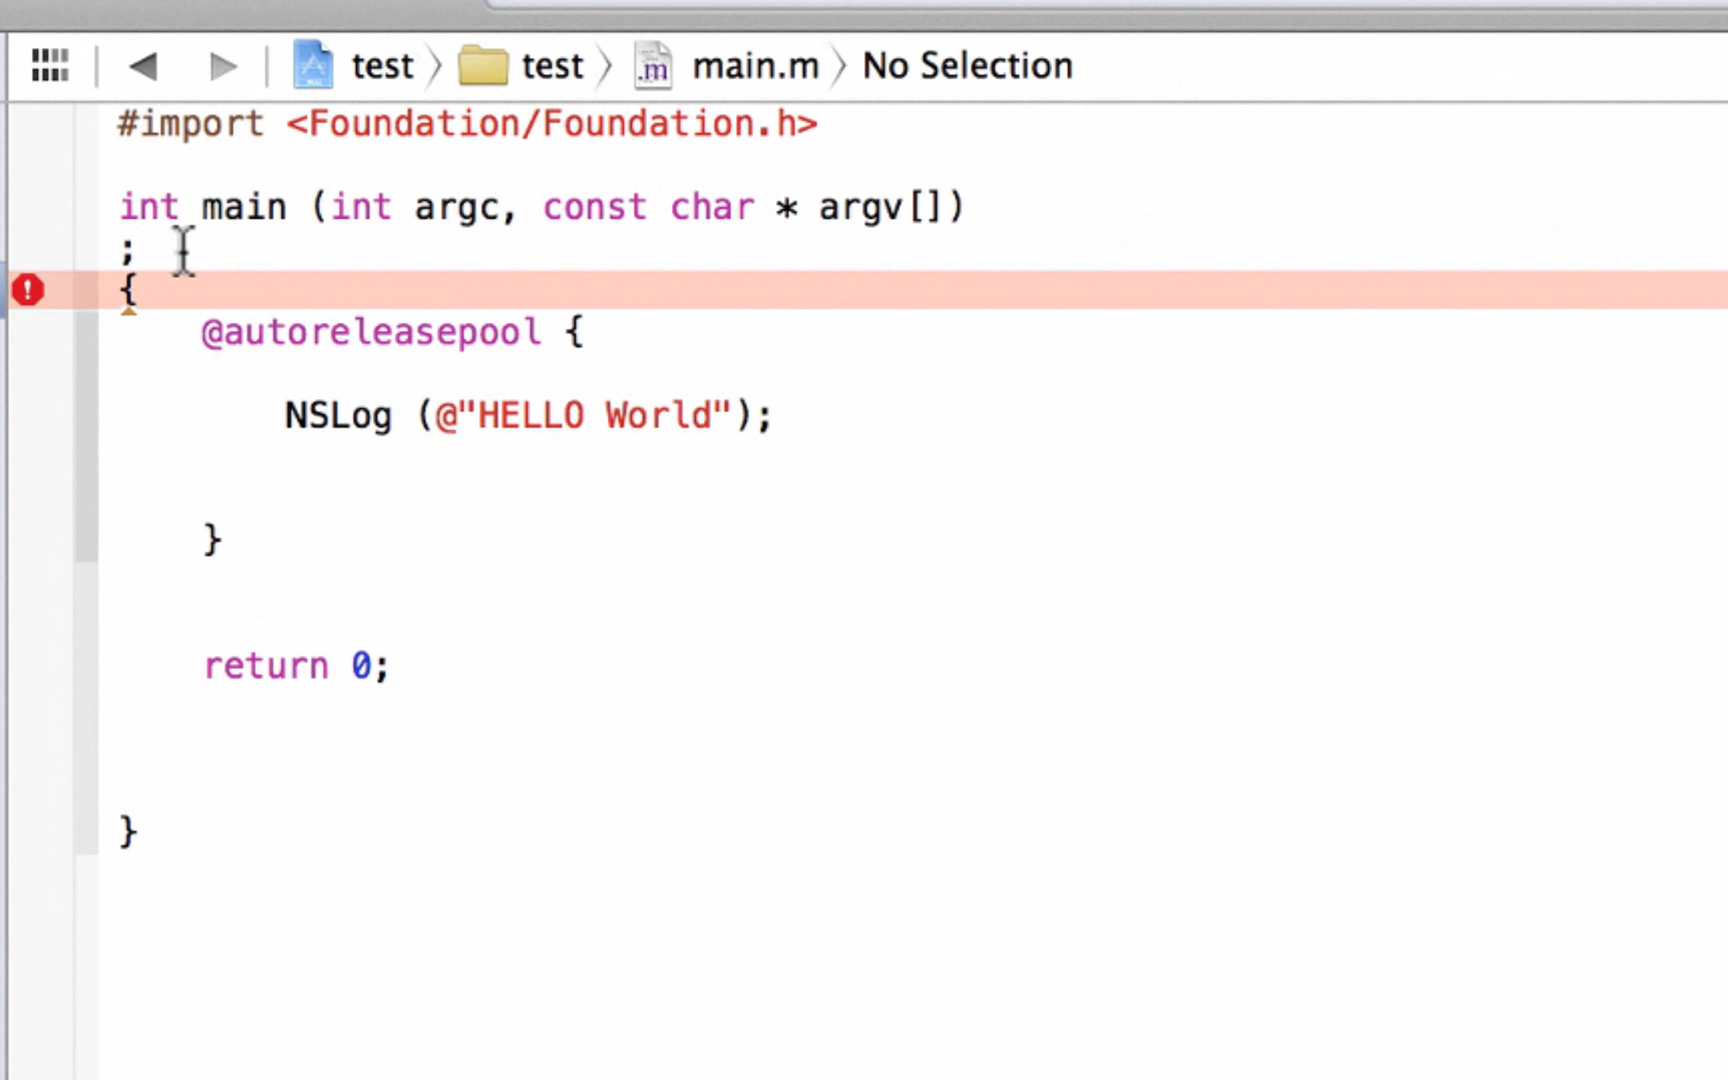 test test main.m No Selection
#import <Foundation/Foundation.h>
int main (int argc, const char * argv[])
;
{
@autoreleasepool {
NSLog (@"HELLO World");
}
return 0;
}